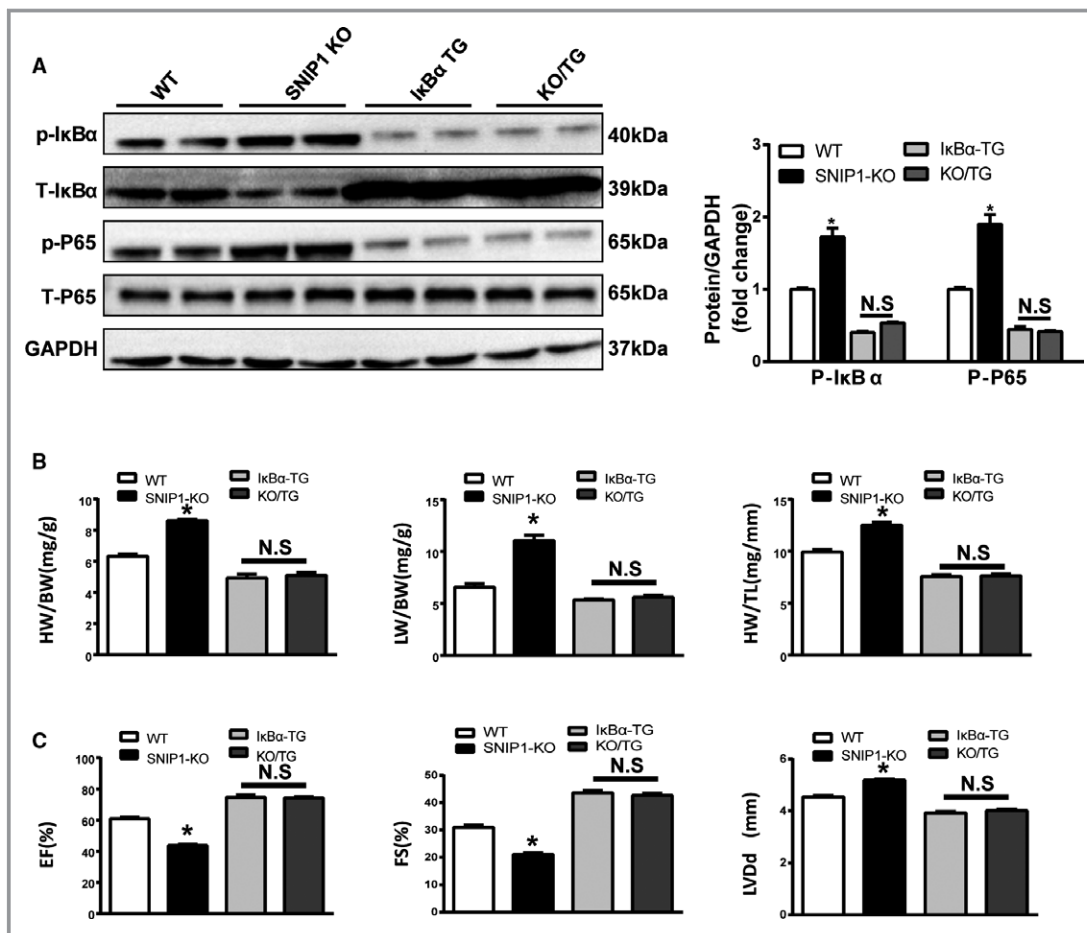 A
WT
SNIP1 KO
IκBα TG
KO/TG
p-IκBα
40kDa
T-IκBα
39kDa
p-P65
65kDa
T-P65
65kDa
GAPDH
37kDa
WT
IκBα-TG
SNIP1-KO
KO/TG
Protein/GAPDH
(fold change)
3
2
1
0
*
N.S
*
N.S
P-IκB α
P-P65
B
WT
IκBα-TG
SNIP1-KO
KO/TG
HW/BW(mg/g)
10
8
6
4
2
0
*
N.S
WT
IκBα-TG
SNIP1-KO
KO/TG
LW/BW(mg/g)
15
10
5
0
*
N.S
WT
IκBα-TG
SNIP1-KO
KO/TG
HW/TL(mg/mm)
15
10
5
0
*
N.S
C
WT
IκBα-TG
SNIP1-KO
KO/TG
EF(%)
100
80
60
40
20
0
*
N.S
WT
IκBα-TG
SNIP1-KO
KO/TG
FS(%)
50
40
30
20
10
0
*
N.S
WT
IκBα-TG
SNIP1-KO
KO/TG
LVDd (mm)
6
4
2
0
*
N.S